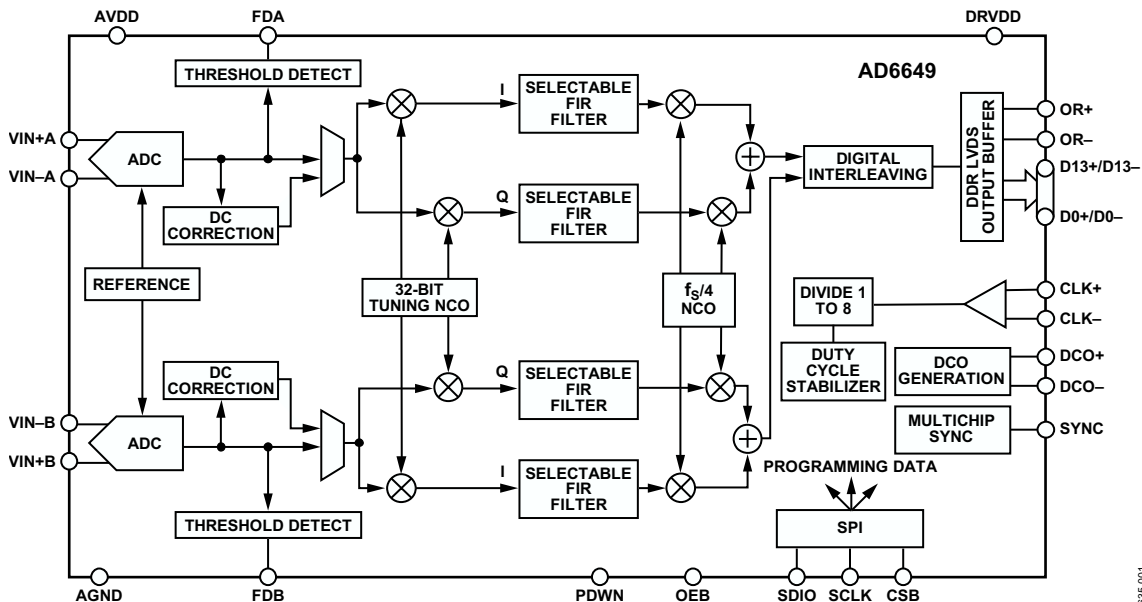 AVDD
FDA
DRVDD
THRESHOLD DETECT
AD6649
I
SELECTABLE
FIR
FILTER
VIN+A
VIN–A
ADC
DC
CORRECTION
Q
SELECTABLE
FIR
FILTER
DIGITAL
INTERLEAVING
DDR LVDS
OUTPUT BUFFER
OR+
OR–
D13+/D13–
D0+/D0–
REFERENCE
32-BIT
TUNING NCO
fS/4
NCO
DIVIDE 1
TO 8
CLK+
CLK–
DUTY
CYCLE
STABILIZER
DCO
GENERATION
DCO+
DCO–
DC
CORRECTION
Q
SELECTABLE
FIR
FILTER
VIN–B
VIN+B
ADC
MULTICHIP
SYNC
SYNC
I
SELECTABLE
FIR
FILTER
PROGRAMMING DATA
THRESHOLD DETECT
SPI
AGND
FDB
PDWN
OEB
SDIO
SCLK
CSB